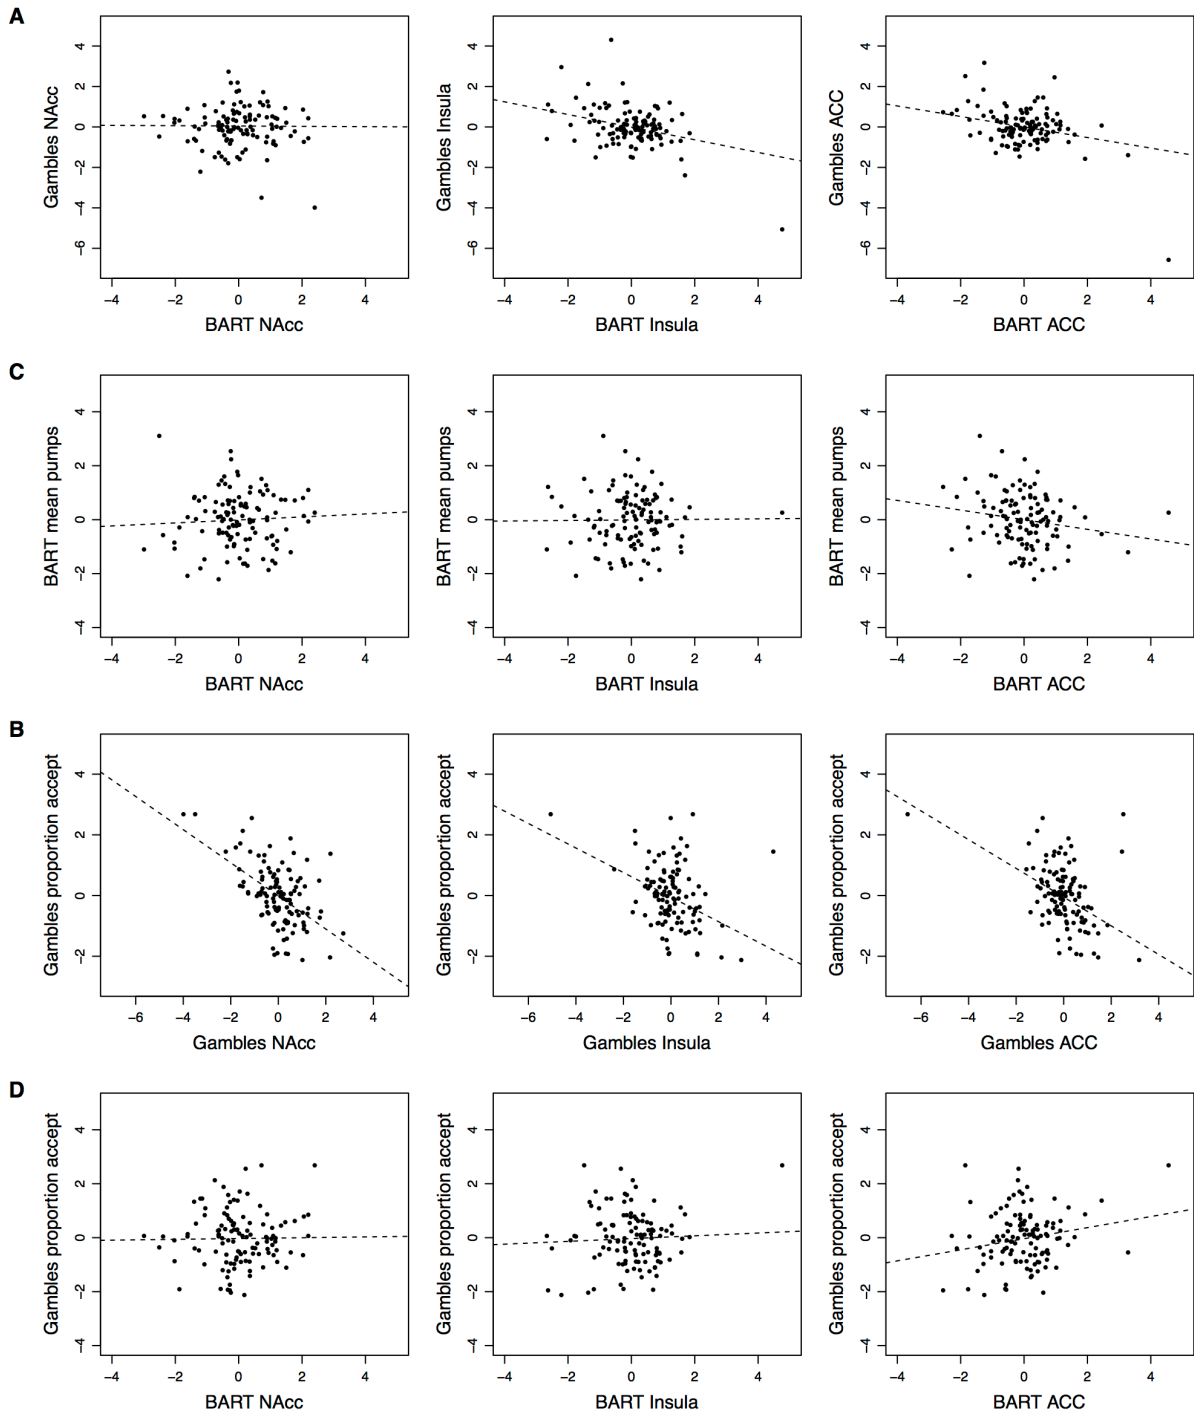 A
Gambles NAcc
4
2
0
−2
−4
−6
−4 −2 0 2 4
BART NAcc
Gambles Insula
4
2
0
−2
−4
−6
−4 −2 0 2 4
BART Insula
Gambles ACC
4
2
0
−2
−4
−6
−4 −2 0 2 4
BART ACC
C
BART mean pumps
4
2
0
−2
−4
−4 −2 0 2 4
BART NAcc
BART mean pumps
4
2
0
−2
−4
−4 −2 0 2 4
BART Insula
BART mean pumps
4
2
0
−2
−4
−4 −2 0 2 4
BART ACC
B
Gambles proportion accept
4
2
0
−2
−6 −4 −2 0 2 4
Gambles NAcc
Gambles proportion accept
4
2
0
−2
−6 −4 −2 0 2 4
Gambles Insula
Gambles proportion accept
4
2
0
−2
−6 −4 −2 0 2 4
Gambles ACC
D
Gambles proportion accept
4
2
0
−2
−4
−4 −2 0 2 4
BART NAcc
Gambles proportion accept
4
2
0
−2
−4
−4 −2 0 2 4
BART Insula
Gambles proportion accept
4
2
0
−2
−4
−4 −2 0 2 4
BART ACC